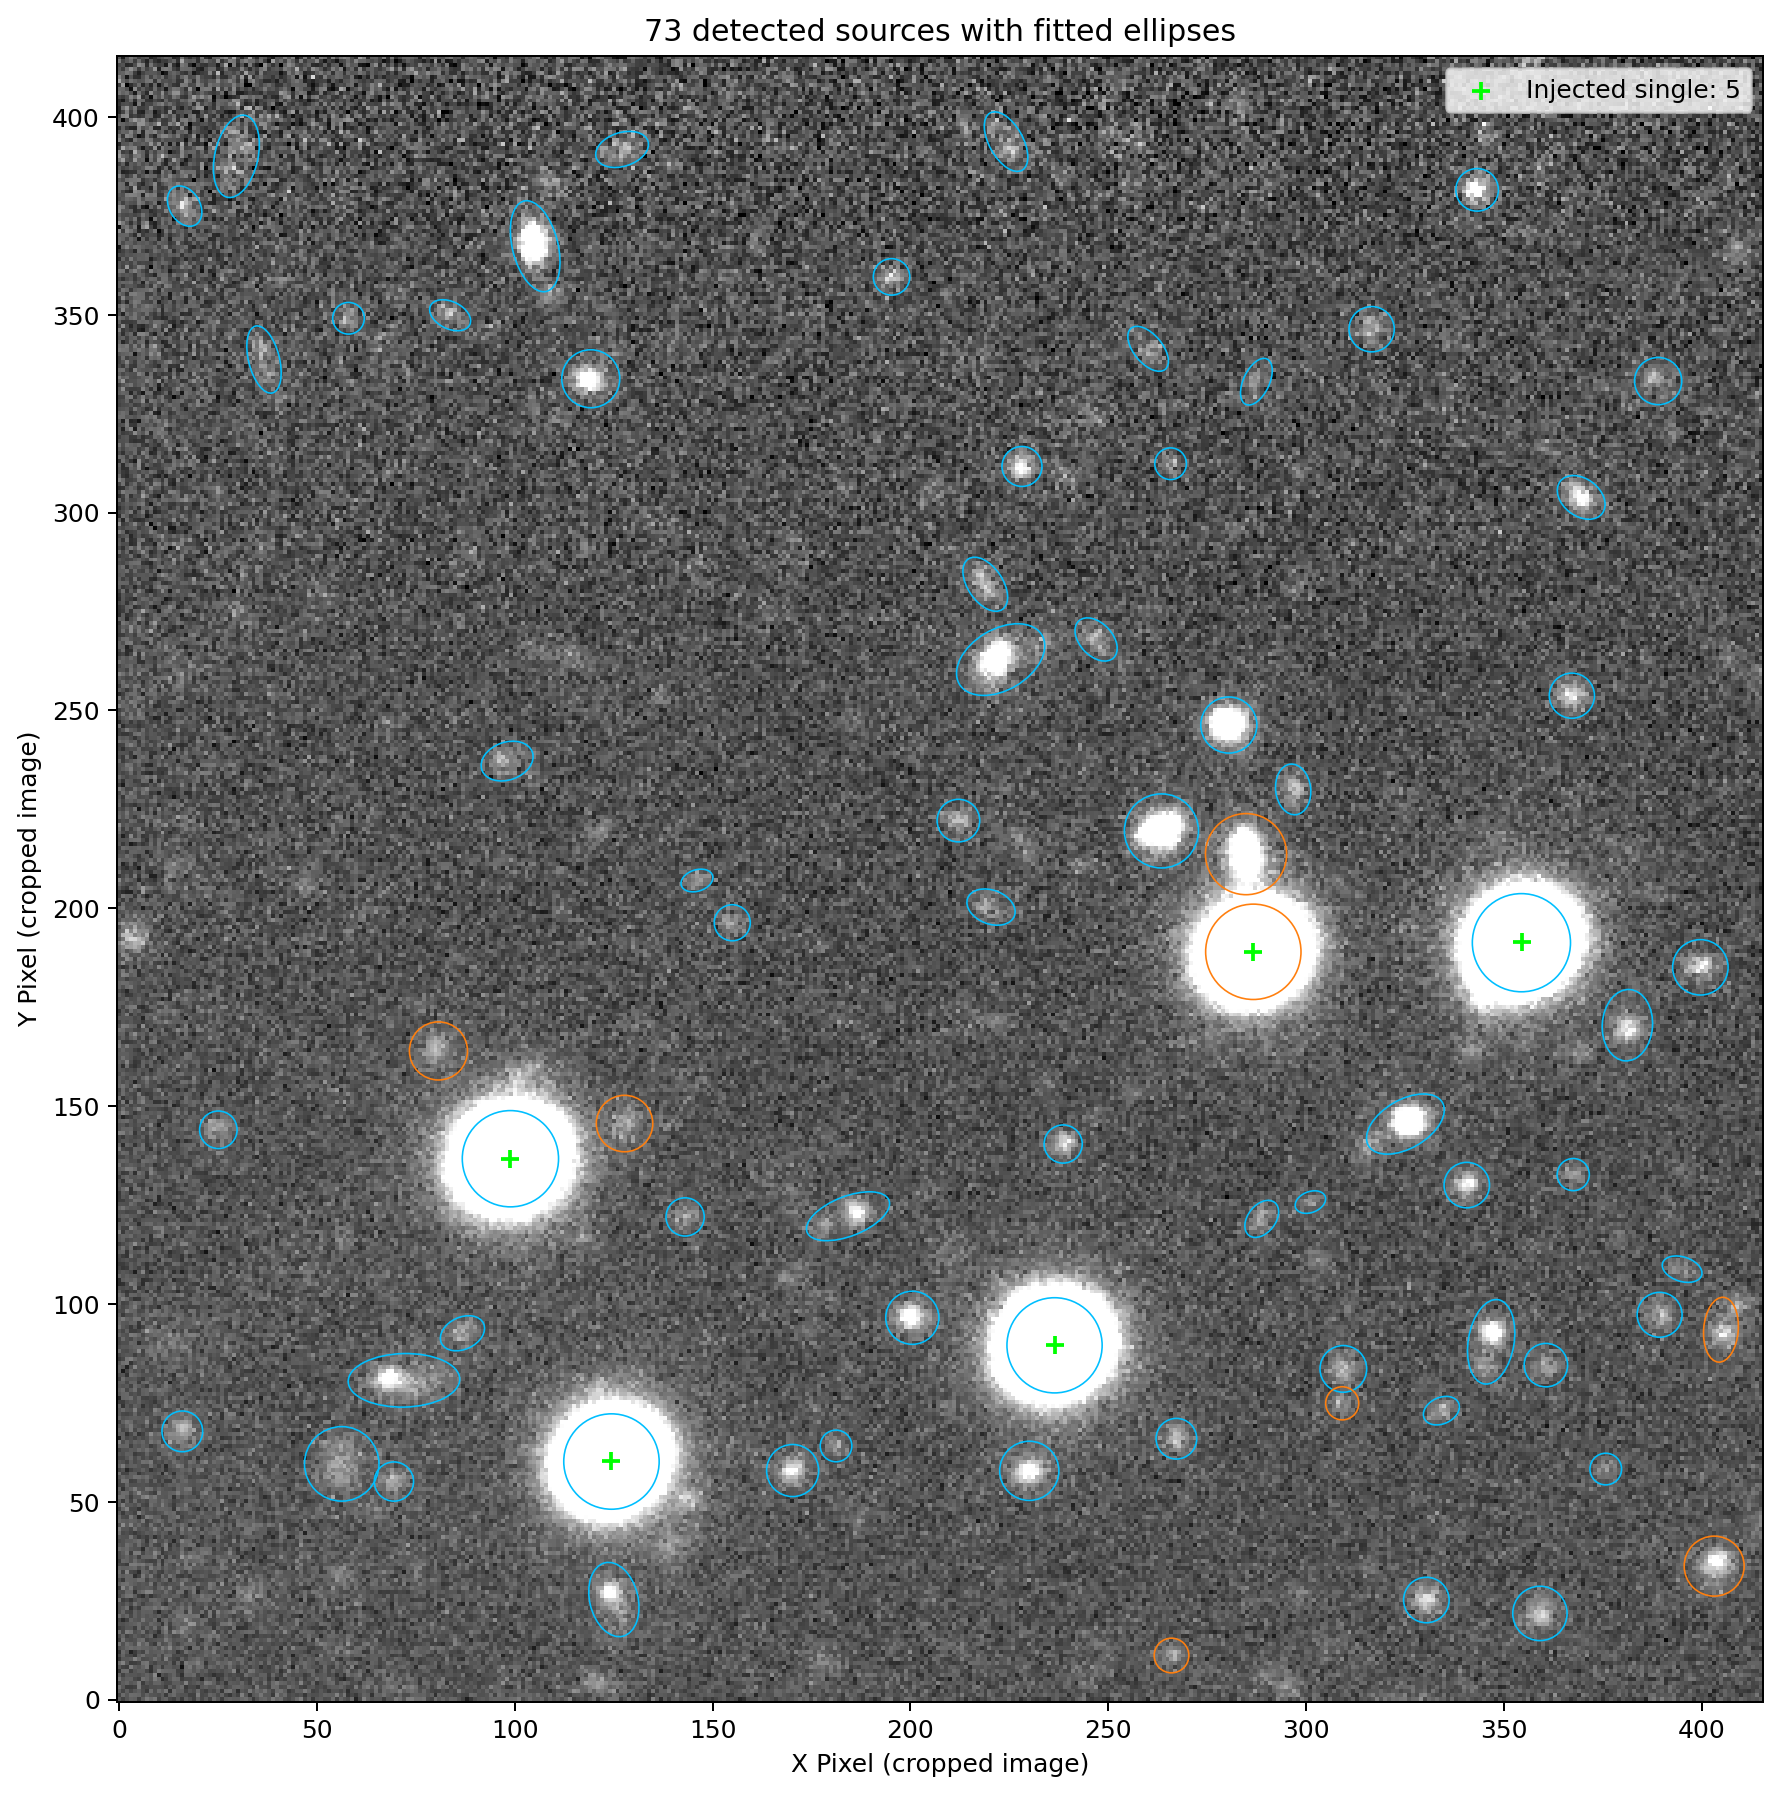 73 detected sources with fitted ellipses
Injected single: 5
400
350
300
250
200
150
100
50
0
Y Pixel (cropped image)
0 50 100 150 200 250 300 350 400
X Pixel (cropped image)